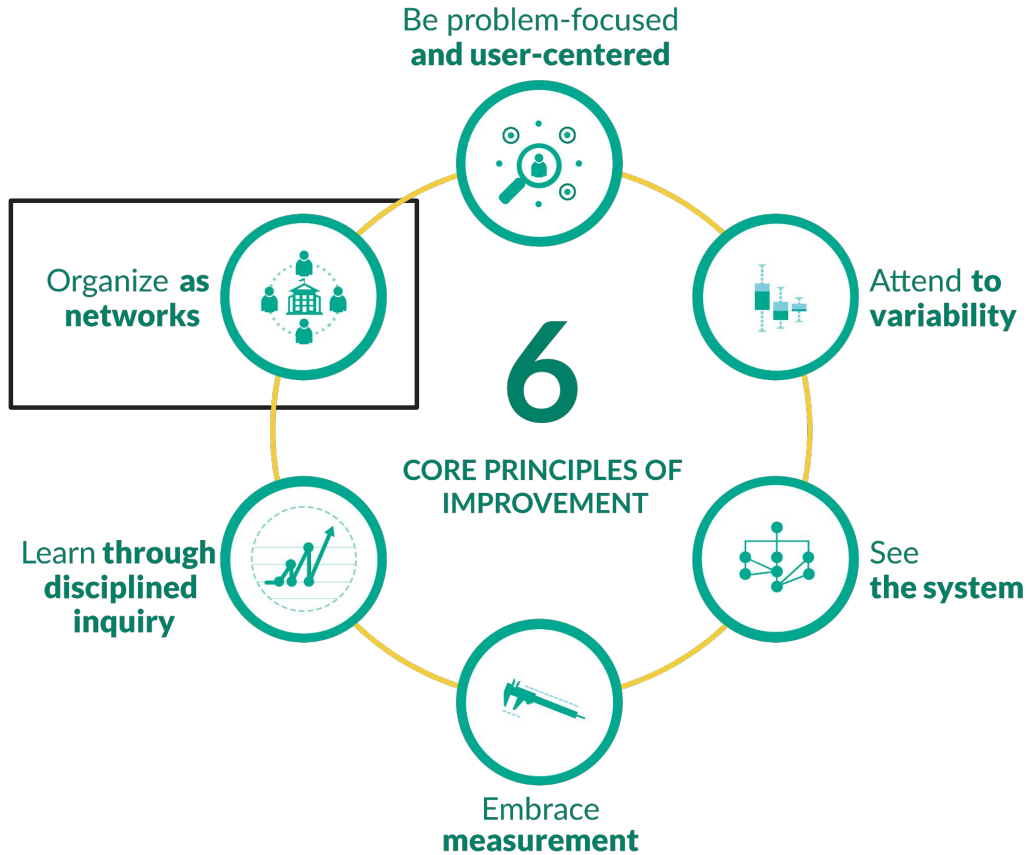 Be problem-focused
and user-centered
Attend to
variability
See
the system
Embrace
measurement
Learn through
disciplined
inquiry
Organize as
networks
6
CORE PRINCIPLES OF
IMPROVEMENT